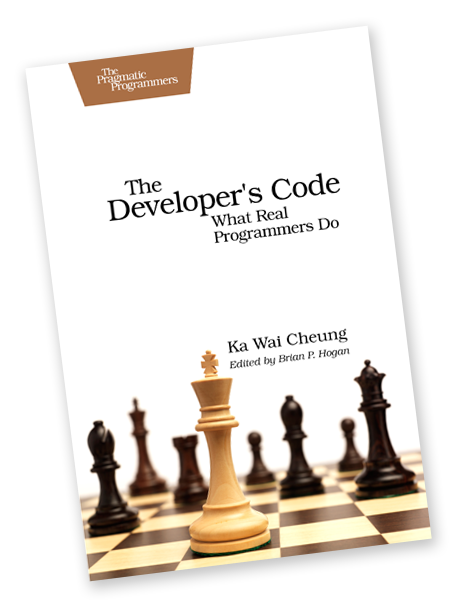 The
Pragmatic
Programmers
The
Developer's Code
What Real
Programmers Do
Ka Wai Cheung
Edited by Brian P. Hogan